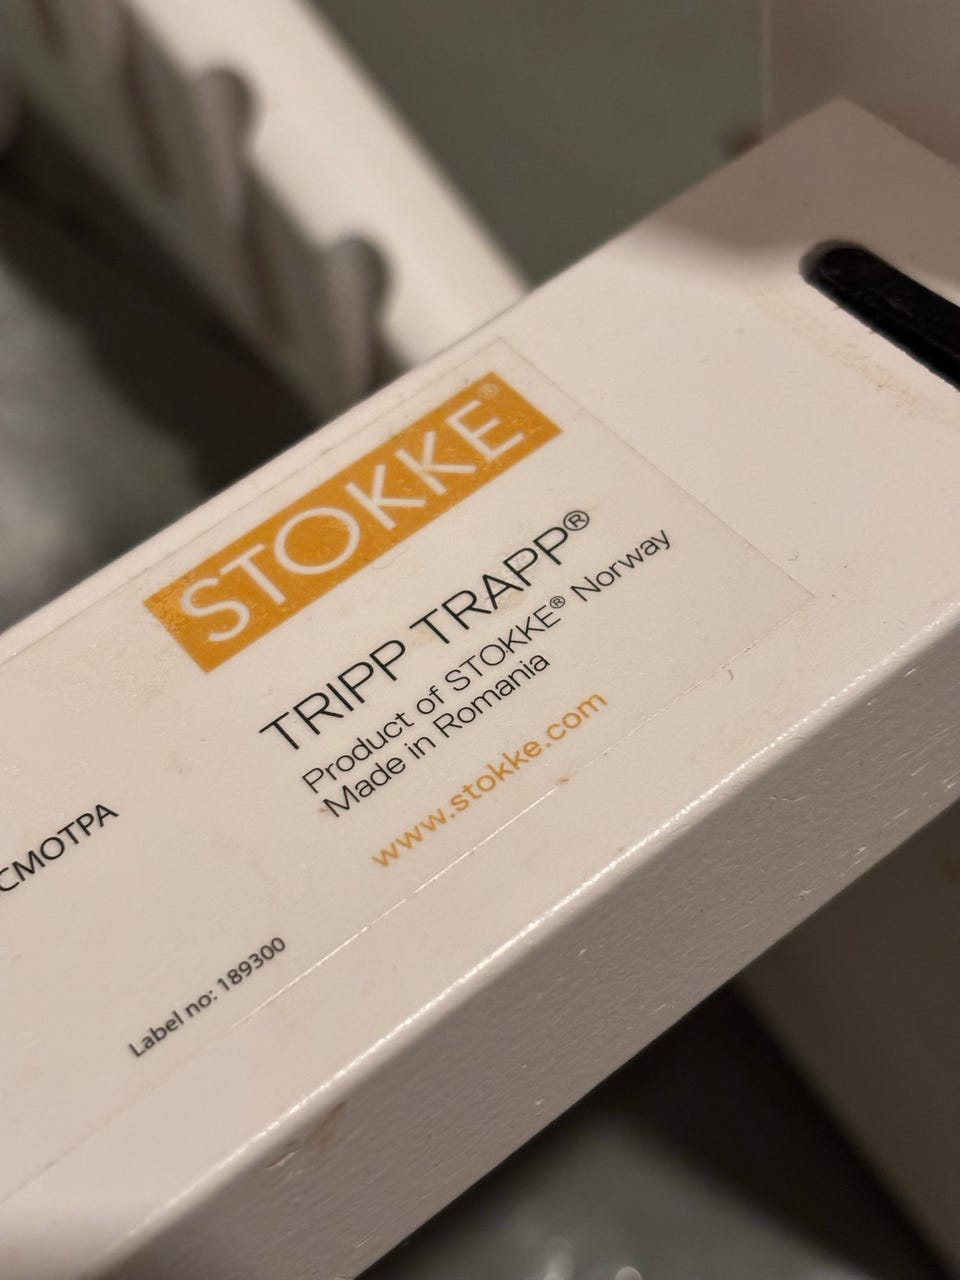 STOKKE®
TRIPP TRAPP®
Product of STOKKE® Norway
Made in Romania
www.stokke.com
СМОТРА
Label no: 189300